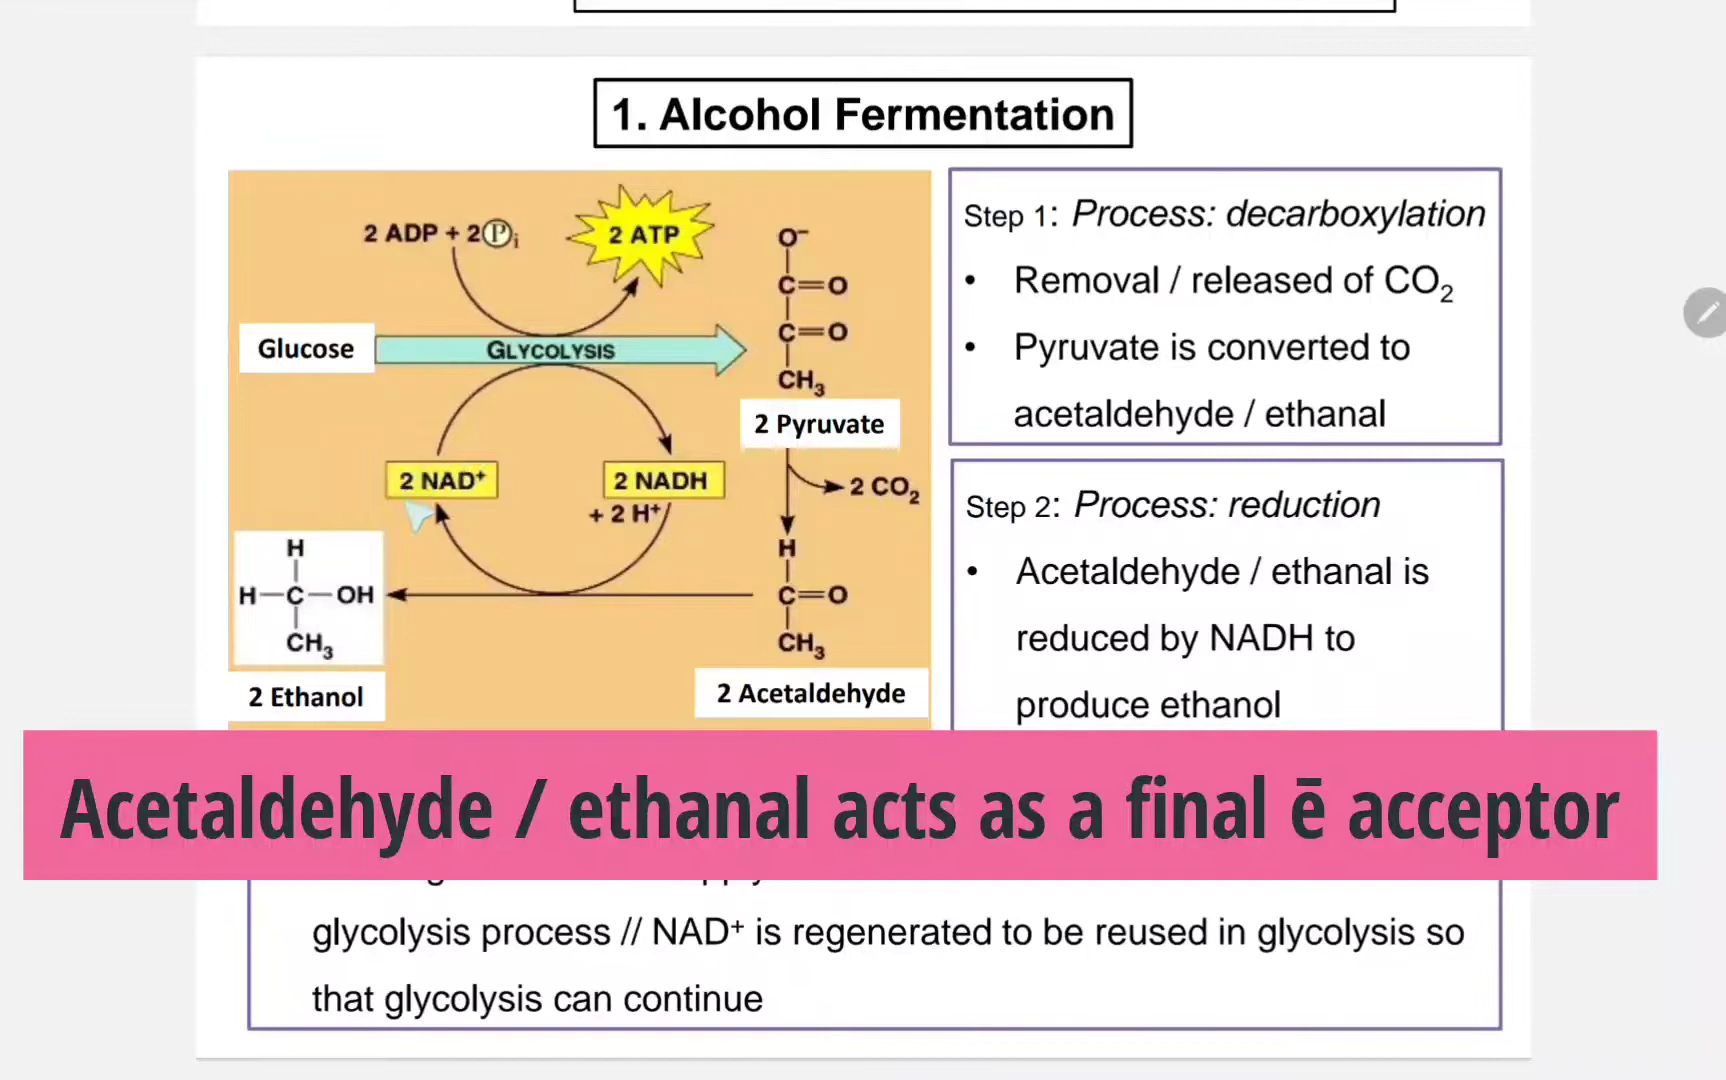 1. Alcohol Fermentation
2 ADP + 2Ⓟi
2 ATP
Glucose
GLYCOLYSIS
O⁻
C=O
C=O
CH₃
2 Pyruvate
2 NAD⁺
2 NADH
+ 2 H⁺
2 CO₂
H
H—C—OH
CH₃
2 Ethanol
H
C=O
CH₃
2 Acetaldehyde
Step 1: Process: decarboxylation
• Removal / released of CO₂
• Pyruvate is converted to
acetaldehyde / ethanal
Step 2: Process: reduction
• Acetaldehyde / ethanal is
reduced by NADH to
produce ethanol
Acetaldehyde / ethanal acts as a final ē acceptor
glycolysis process // NAD⁺ is regenerated to be reused in glycolysis so
that glycolysis can continue